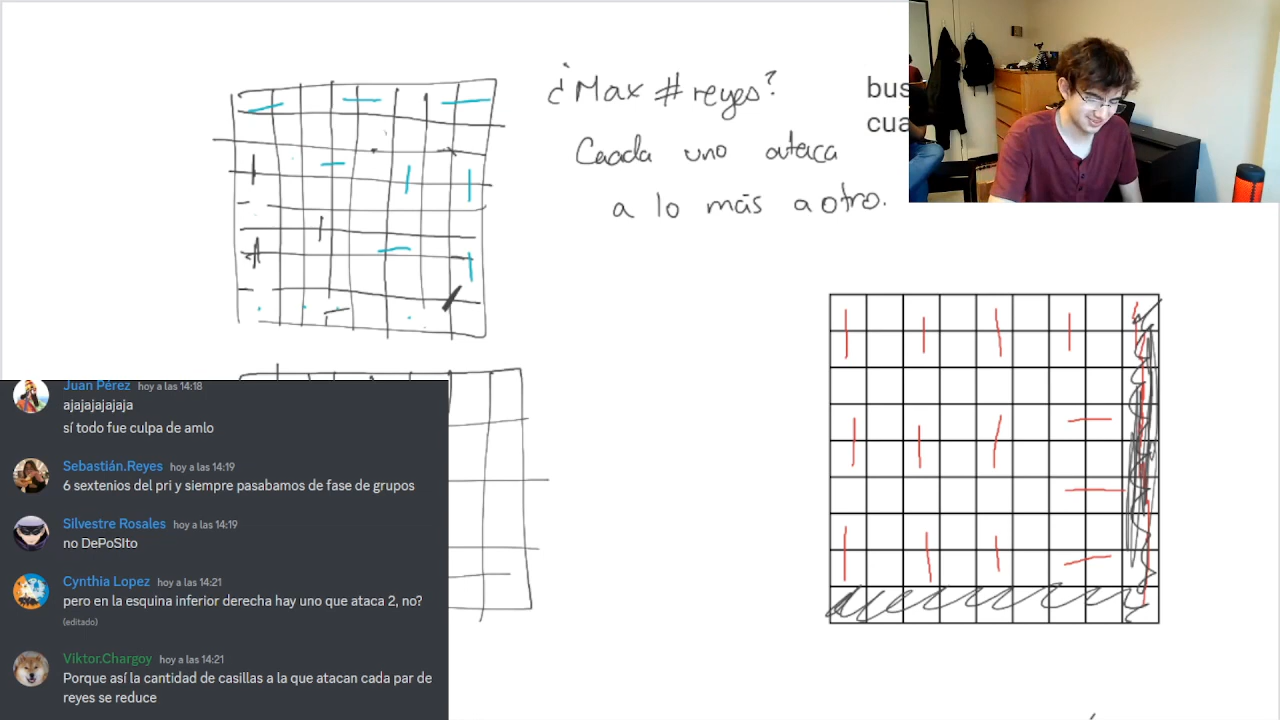 ¿Max # reyes?
Caada uno ataca
a lo más a otro.
bus
cua
Juan Pérez hoy a las 14:18
ajajajajajaja
sí todo fue culpa de amlo
Sebastián.Reyes hoy a las 14:19
6 sextenios del pri y siempre pasabamos de fase de grupos
Silvestre Rosales hoy a las 14:19
no DePoSIto
Cynthia Lopez hoy a las 14:21
pero en la esquina inferior derecha hay uno que ataca 2, no?
(editado)
Viktor.Chargoy hoy a las 14:21
Porque así la cantidad de casillas a la que atacan cada par de
reyes se reduce